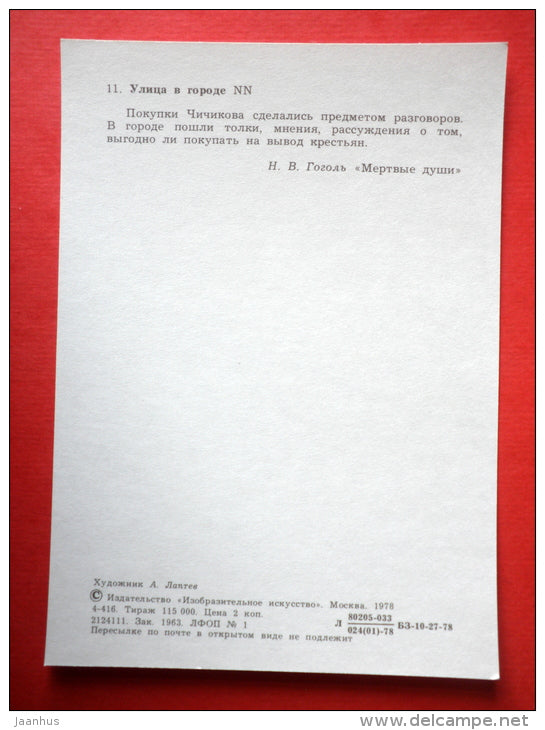 11. Улица в городе NN
Покупки Чичикова сделались предметом разговоров.
В городе пошли толки, мнения, рассуждения о том,
выгодно ли покупать на вывод крестьян.
Н. В. Гоголь «Мертвые души»
Художник А. Лаптев
© Издательство «Изобразительное искусство». Москва. 1978
4-416. Тираж 115 000. Цена 2 коп.
2124111. Зак. 1963. ЛФОП № 1
Пересылке по почте в открытом виде не подлежит
80205-033
Л БЗ-10-27-78
024(01)-78
jaanhus
delcampe.net